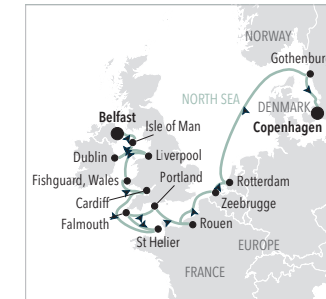 NORWAY
Gothenbur
NORTH SEA
DENMARK
Copenhagen
Belfast
Isle of Man
Dublin
Liverpool
Fishguard, Wales
Portland
Cardiff
Rotterdam
Zeebrugge
Falmouth
Rouen
St Helier
EUROPE
FRANCE